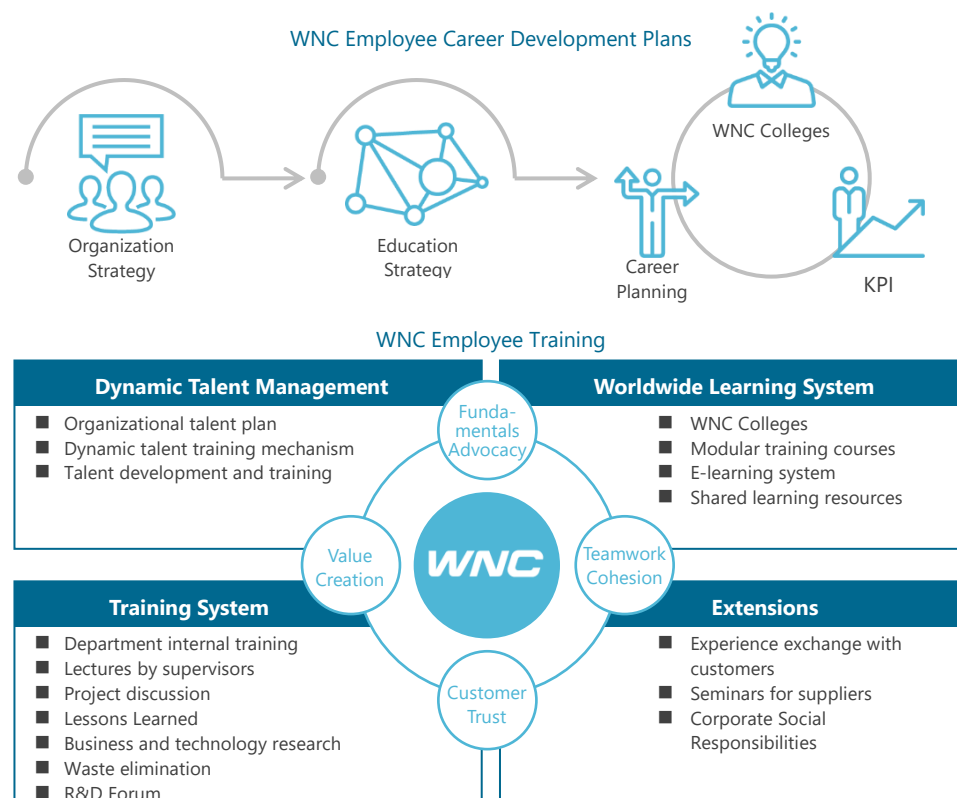 WNC Employee Career Development Plans
WNC Colleges
Organization
Strategy
Education
Strategy
Career
Planning
KPI
WNC Employee Training
Dynamic Talent Management
■ Organizational talent plan
■ Dynamic talent training mechanism
■ Talent development and training
Worldwide Learning System
■ WNC Colleges
■ Modular training courses
■ E-learning system
■ Shared learning resources
Funda-
mentals
Advocacy
Value
Creation
WNC
Teamwork
Cohesion
Customer
Trust
Training System
■ Department internal training
■ Lectures by supervisors
■ Project discussion
■ Lessons Learned
■ Business and technology research
■ Waste elimination
■ R&D Forum
Extensions
■ Experience exchange with
customers
■ Seminars for suppliers
■ Corporate Social
Responsibilities